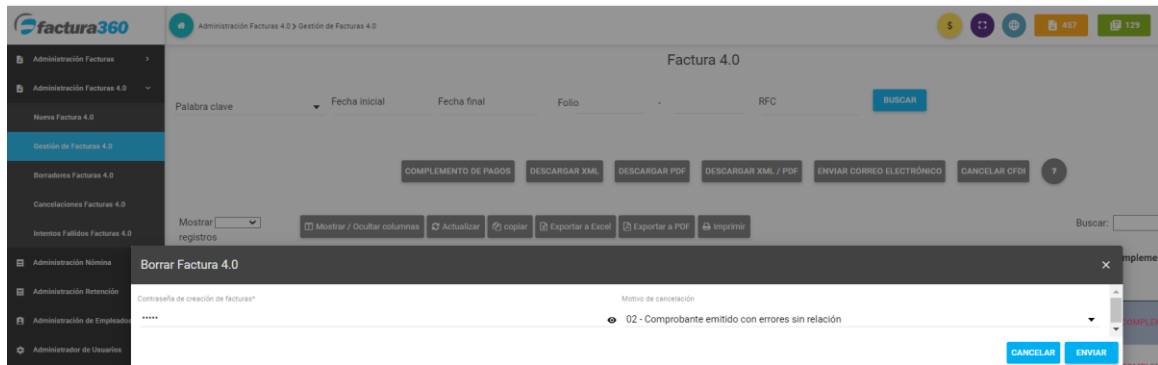 factura360
Administración Facturas 4.0 > Gestión de Facturas 4.0
$
457
129
Administración Facturas
Administración Facturas 4.0
Nueva Factura 4.0
Gestión de Facturas 4.0
Borradores Facturas 4.0
Cancelaciones Facturas 4.0
Intentos Fallidos Facturas 4.0
Administración Nómina
Administración Retención
Administración de Empleados
Administrador de Usuarios
Factura 4.0
Palabra clave
Fecha inicial
Fecha final
Folio
-
RFC
BUSCAR
COMPLEMENTO DE PAGOS
DESCARGAR XML
DESCARGAR PDF
DESCARGAR XML / PDF
ENVIAR CORREO ELECTRÓNICO
CANCELAR CFDI
?
Mostrar
registros
Mostrar / Ocultar columnas
Actualizar
copiar
Exportar a Excel
Exportar a PDF
Imprimir
Buscar:
Borrar Factura 4.0
×
Contraseña de creación de facturas*
•••••
Motivo de cancelación
02 - Comprobante emitido con errores sin relación
CANCELAR
ENVIAR